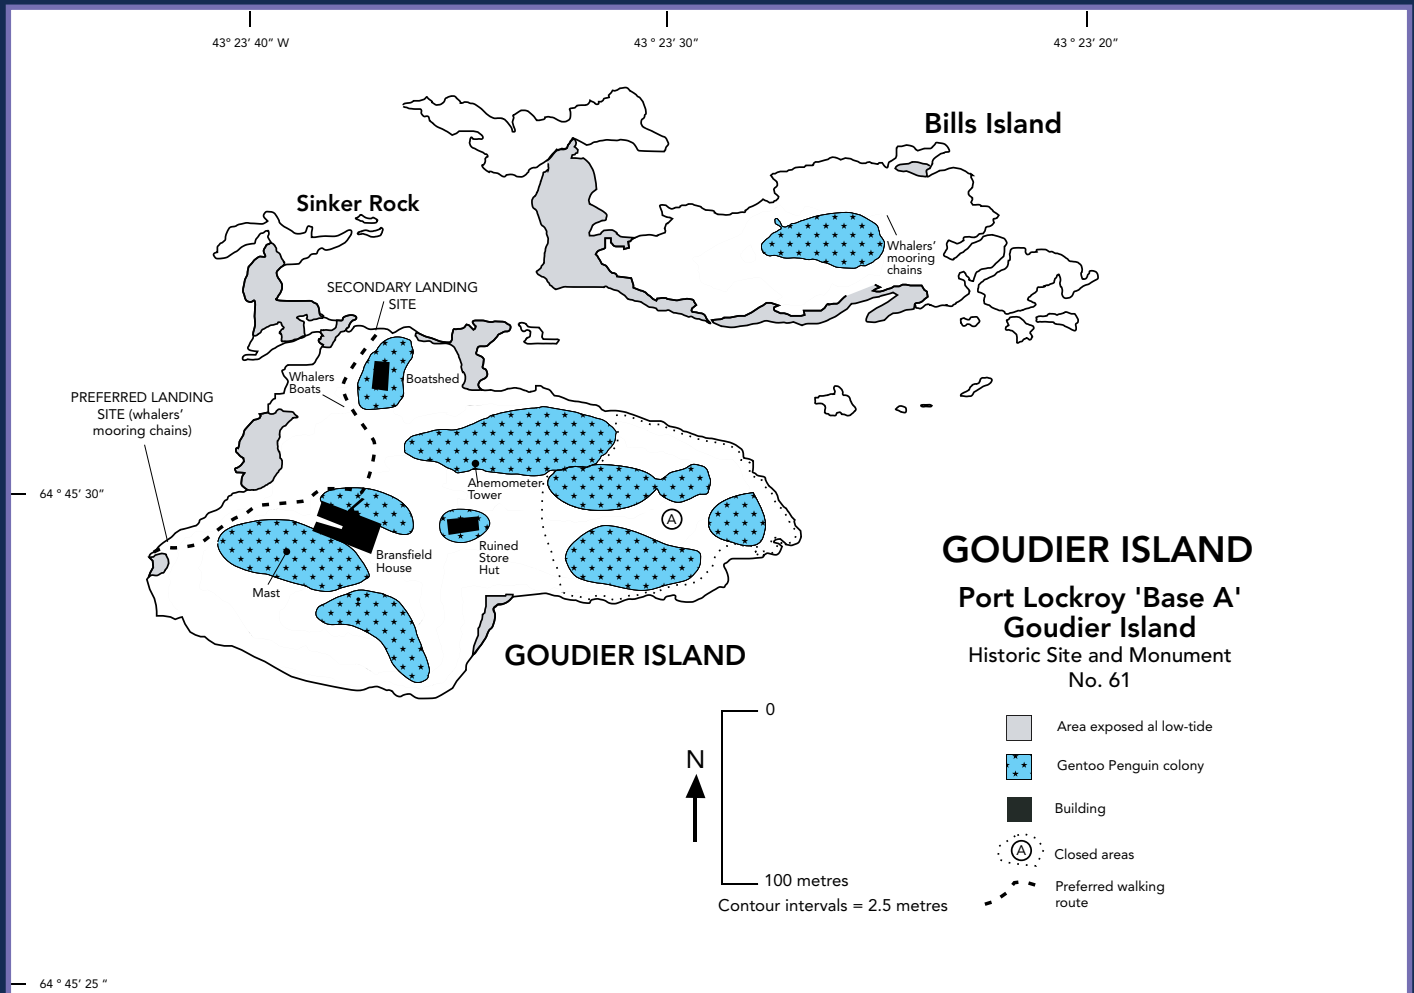 43° 23' 40" W
43 ° 23' 30"
43 ° 23' 20"
Bills Island
Sinker Rock
Whalers'
mooring
chains
SECONDARY LANDING
SITE
Whalers
Boats
Boatshed
PREFERRED LANDING
SITE (whalers'
mooring chains)
64 ° 45' 30"
Anemometer
Tower
A
Bransfield
House
Ruined
Store
Hut
Mast
GOUDIER ISLAND
GOUDIER ISLAND
Port Lockroy 'Base A'
Goudier Island
Historic Site and Monument
No. 61
0
N
100 metres
Contour intervals = 2.5 metres
Area exposed al low-tide
Gentoo Penguin colony
Building
A
Closed areas
Preferred walking
route
64 ° 45' 25 "